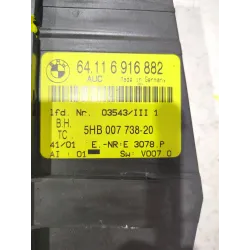 64.11 6 916 882
AUC Made in Germany
lfd. Nr. 03543/III 1
B.H.
TC 5HB 007 738-20
41/01 E.-NR.E 3078.P
AI : 01 Sw: V007.0